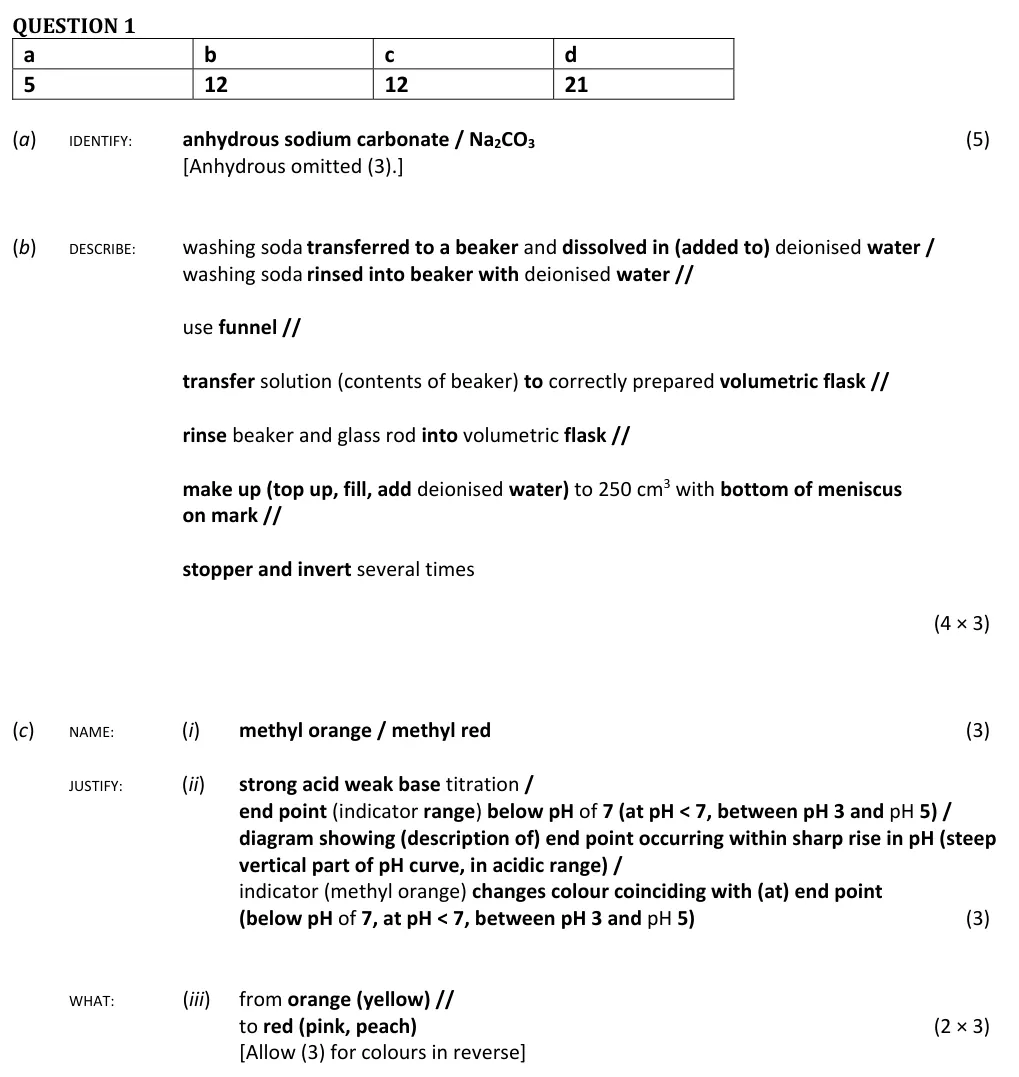 QUESTION 1
a b c d
5 12 12 21
(a) IDENTIFY: anhydrous sodium carbonate / Na₂CO₃ (5)
[Anhydrous omitted (3).]
(b) DESCRIBE: washing soda transferred to a beaker and dissolved in (added to) deionised water /
washing soda rinsed into beaker with deionised water //
use funnel //
transfer solution (contents of beaker) to correctly prepared volumetric flask //
rinse beaker and glass rod into volumetric flask //
make up (top up, fill, add deionised water) to 250 cm³ with bottom of meniscus
on mark //
stopper and invert several times
(4 × 3)
(c) NAME: (i) methyl orange / methyl red (3)
JUSTIFY: (ii) strong acid weak base titration /
end point (indicator range) below pH of 7 (at pH < 7, between pH 3 and pH 5) /
diagram showing (description of) end point occurring within sharp rise in pH (steep
vertical part of pH curve, in acidic range) /
indicator (methyl orange) changes colour coinciding with (at) end point
(below pH of 7, at pH < 7, between pH 3 and pH 5) (3)
WHAT: (iii) from orange (yellow) //
to red (pink, peach) (2 × 3)
[Allow (3) for colours in reverse]